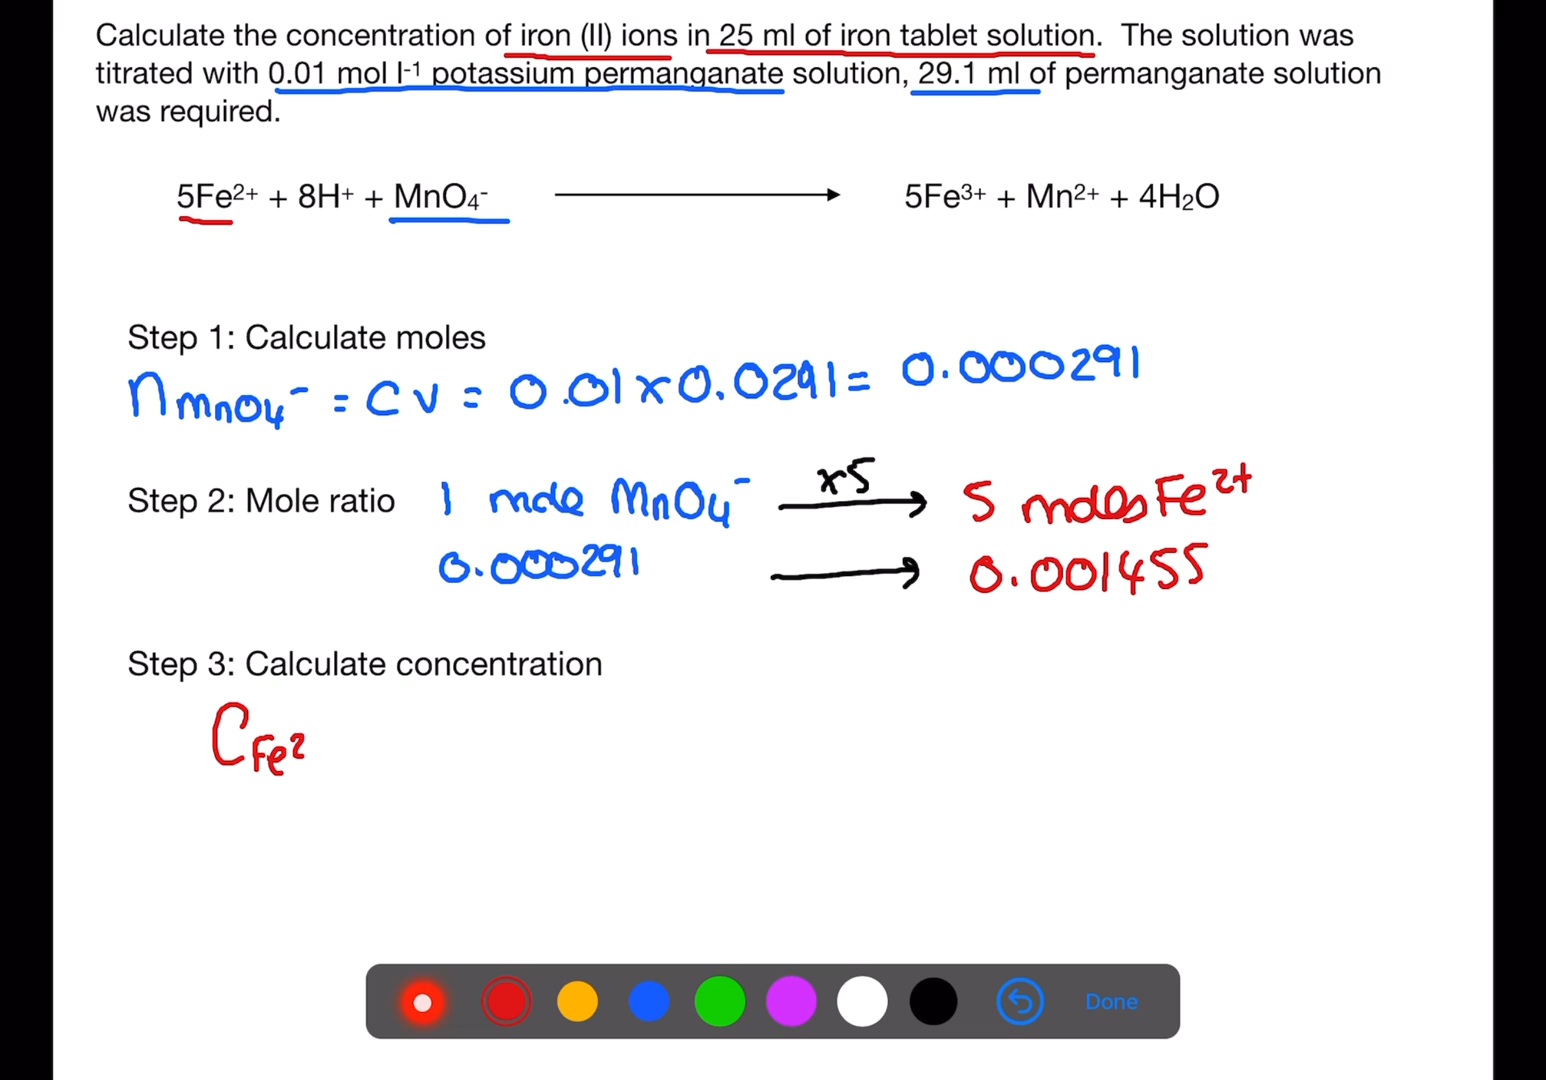 Calculate the concentration of iron (II) ions in 25 ml of iron tablet solution. The solution was
titrated with 0.01 mol l-1 potassium permanganate solution, 29.1 ml of permanganate solution
was required.
5Fe2+ + 8H+ + MnO4- 5Fe3+ + Mn2+ + 4H2O
Step 1: Calculate moles
nMnO4- = CV = 0.01 x 0.0291 = 0.000291
Step 2: Mole ratio 1 mole MnO4- x5 5 moles Fe2+
0.000291 0.001455
Step 3: Calculate concentration
CFe2
Done